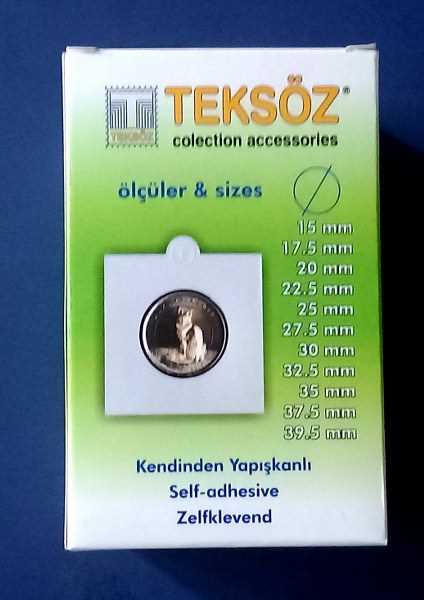 TEKSÖZ
TEKSÖZ®
colection accessories
ölçüler & sizes
15 mm
17.5 mm
20 mm
22.5 mm
25 mm
27.5 mm
30 mm
32.5 mm
35 mm
37.5 mm
39.5 mm
Kendinden Yapışkanlı
Self-adhesive
Zelfklevend